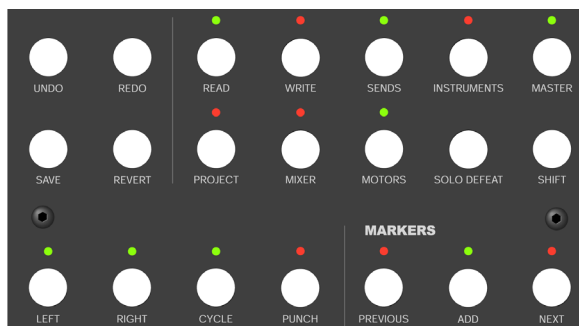 UNDO REDO READ WRITE SENDS INSTRUMENTS MASTER
SAVE REVERT PROJECT MIXER MOTORS SOLO DEFEAT SHIFT
MARKERS
LEFT RIGHT CYCLE PUNCH PREVIOUS ADD NEXT